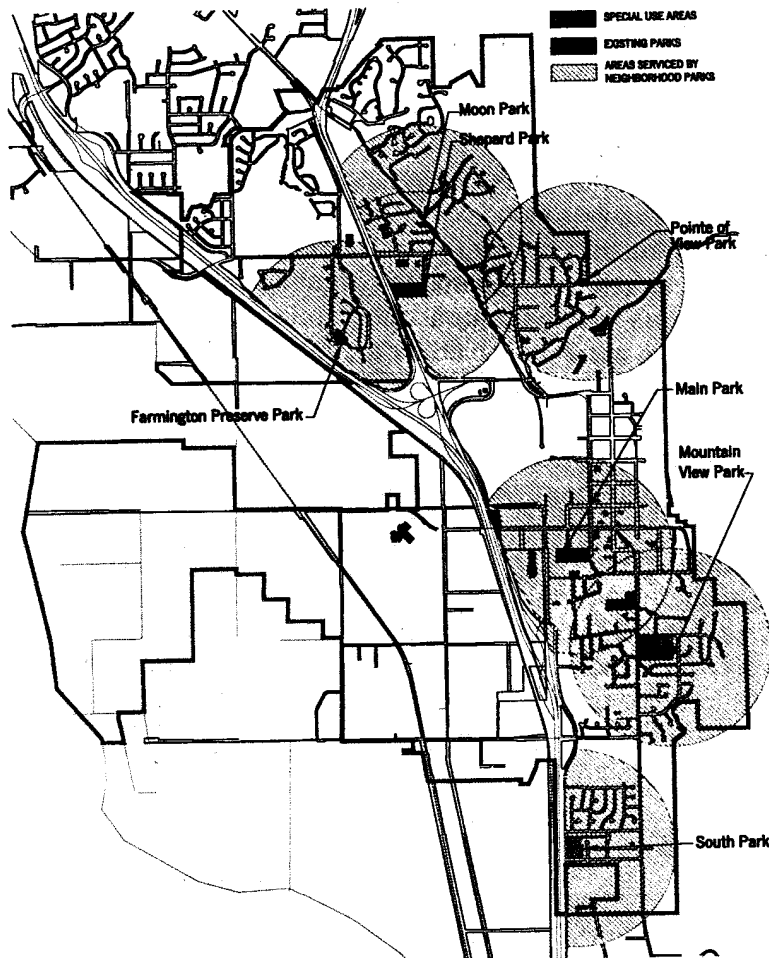 SPECIAL USE AREAS
EXISTING PARKS
AREAS SERVICED BY
NEIGHBORHOOD PARKS
Moon Park
Shepard Park
Pointe of
View Park
Main Park
Farmington Preserve Park
Mountain
View Park
South Park